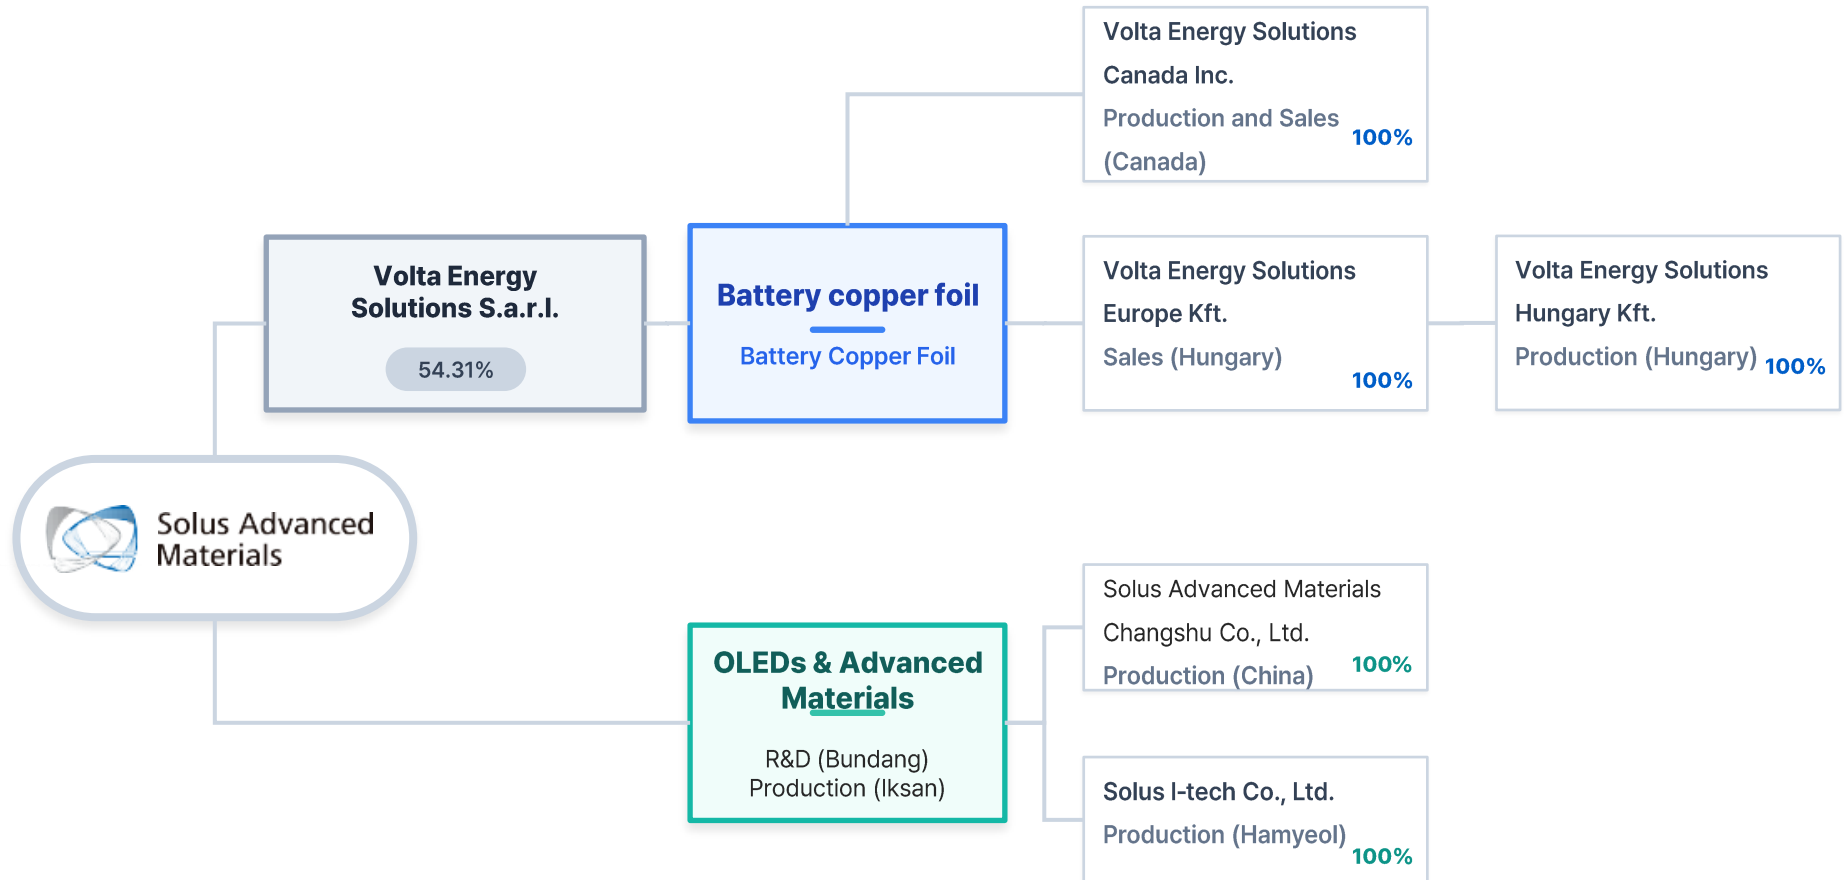 Volta Energy Solutions
Canada Inc.
Production and Sales
(Canada)
100%
Volta Energy
Solutions S.a.r.l.
54.31%
Battery copper foil
Battery Copper Foil
Volta Energy Solutions
Europe Kft.
Sales (Hungary)
100%
Volta Energy Solutions
Hungary Kft.
Production (Hungary)
100%
Solus Advanced
Materials
OLEDs & Advanced
Materials
R&D (Bundang)
Production (Iksan)
Solus Advanced Materials
Changshu Co., Ltd.
Production (China)
100%
Solus I-tech Co., Ltd.
Production (Hamyeol)
100%